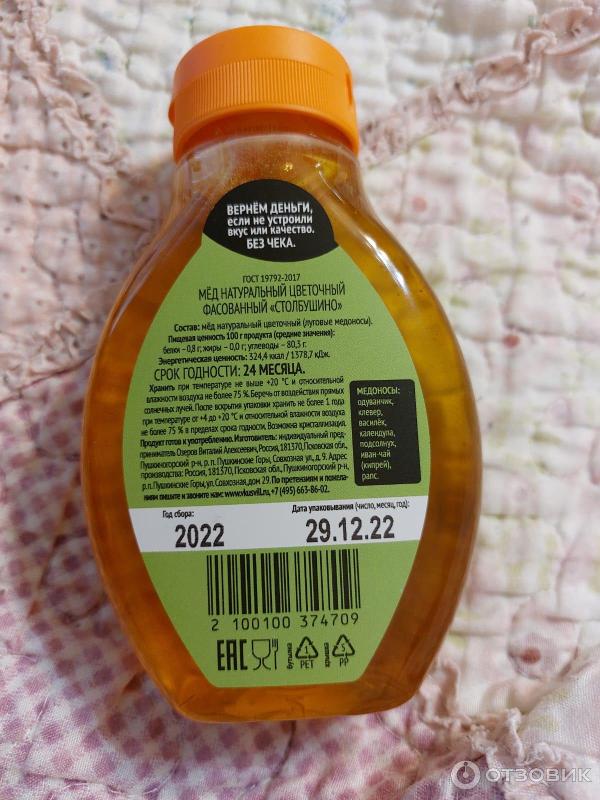 ВЕРНЁМ ДЕНЬГИ,
если не устроили
вкус или качество.
БЕЗ ЧЕКА.
ГОСТ 19792-2017
МЁД НАТУРАЛЬНЫЙ ЦВЕТОЧНЫЙ
ФАСОВАННЫЙ «СТОЛБУШИНО»
Состав: мёд натуральный цветочный (луговые медоносы).
Пищевая ценность 100 г продукта (средние значения):
белки – 0,8 г; жиры – 0,0 г; углеводы – 80,3 г.
Энергетическая ценность: 324,4 ккал / 1378,7 кДж.
СРОК ГОДНОСТИ: 24 МЕСЯЦА.
Хранить при температуре не выше +20 °С и относительной
влажности воздуха не более 75 %. Беречь от воздействия прямых
солнечных лучей. После вскрытия упаковки хранить не более 1 года
при температуре от +4 до +20 °С и относительной влажности воздуха
не более 75 % в пределах срока годности. Возможна кристаллизация.
Продукт готов к употреблению. Изготовитель: индивидуальный пред-
приниматель Озеров Виталий Алексеевич, Россия, 181370, Псковская обл.,
Пушкиногорский р-н, р. п. Пушкинские Горы, Совхозная ул., д. 9. Адрес
производства: Россия, 181370, Псковская обл., Пушкиногорский р-н,
р. п. Пушкинские Горы, ул. Совхозная, дом 23. По претензиям и пожела-
ниям пишите и звоните нам: www.vkusvill.ru, +7 (495) 663-86-02.
МЕДОНОСЫ:
одуванчик,
клевер,
василёк,
календула,
подсолнух,
иван-чай
(кипрей),
рапс.
Год сбора:
2022
Дата упаковывания (число, месяц, год):
29.12.22
2 100100 374709
EAC
бутылка
1
PET
крышка
5
PP
ОТЗОВИК